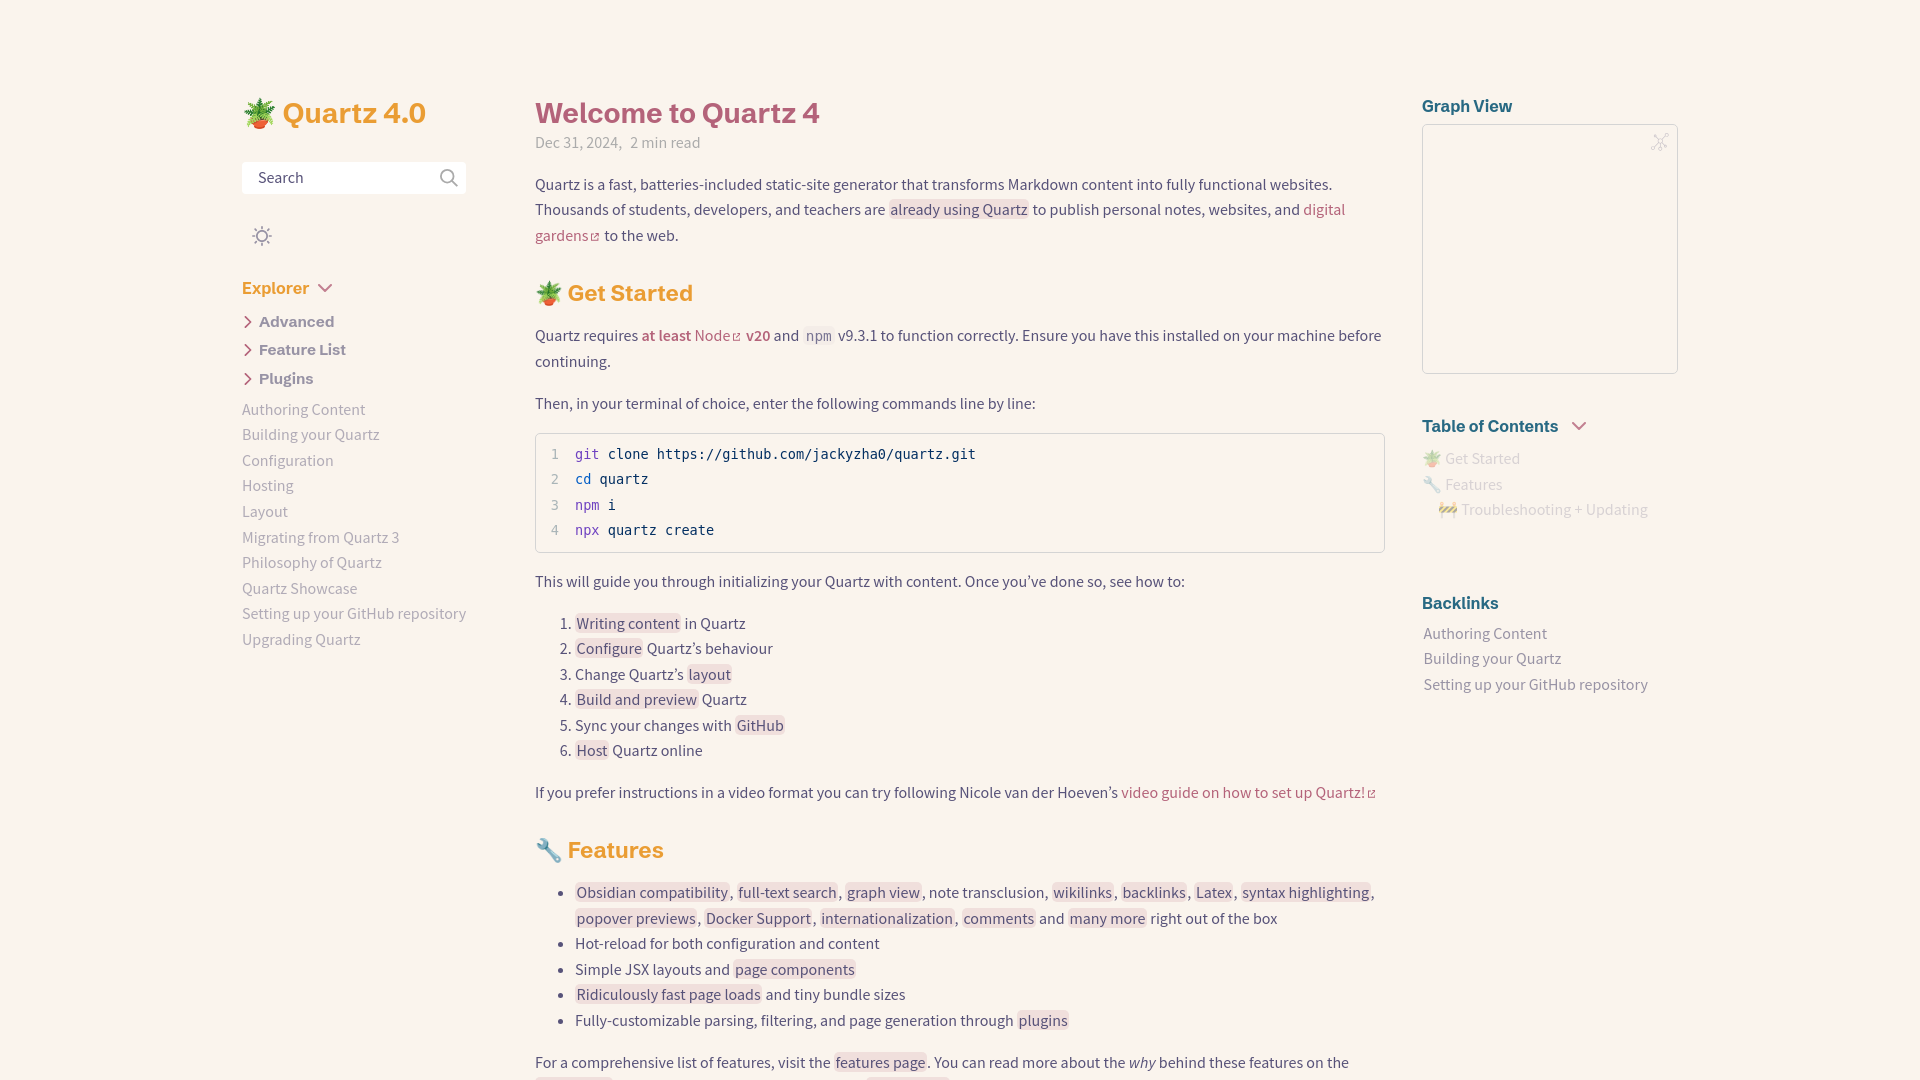 🪴 Quartz 4.0
Search
Explorer
Advanced
Feature List
Plugins
Authoring Content
Building your Quartz
Configuration
Hosting
Layout
Migrating from Quartz 3
Philosophy of Quartz
Quartz Showcase
Setting up your GitHub repository
Upgrading Quartz
Welcome to Quartz 4
Dec 31, 2024, 2 min read
Quartz is a fast, batteries-included static-site generator that transforms Markdown content into fully functional websites.
Thousands of students, developers, and teachers are already using Quartz to publish personal notes, websites, and digital
gardens to the web.
🪴 Get Started
Quartz requires at least Node v20 and npm v9.3.1 to function correctly. Ensure you have this installed on your machine before
continuing.
Then, in your terminal of choice, enter the following commands line by line:
1 git clone https://github.com/jackyzha0/quartz.git
2 cd quartz
3 npm i
4 npx quartz create
This will guide you through initializing your Quartz with content. Once you’ve done so, see how to:
1. Writing content in Quartz
2. Configure Quartz’s behaviour
3. Change Quartz’s layout
4. Build and preview Quartz
5. Sync your changes with GitHub
6. Host Quartz online
If you prefer instructions in a video format you can try following Nicole van der Hoeven’s video guide on how to set up Quartz!
🔧 Features
• Obsidian compatibility, full-text search, graph view, note transclusion, wikilinks, backlinks, Latex, syntax highlighting,
popover previews, Docker Support, internationalization, comments and many more right out of the box
• Hot-reload for both configuration and content
• Simple JSX layouts and page components
• Ridiculously fast page loads and tiny bundle sizes
• Fully-customizable parsing, filtering, and page generation through plugins
For a comprehensive list of features, visit the features page. You can read more about the why behind these features on the
Graph View
Table of Contents
🪴 Get Started
🔧 Features
🚧 Troubleshooting + Updating
Backlinks
Authoring Content
Building your Quartz
Setting up your GitHub repository